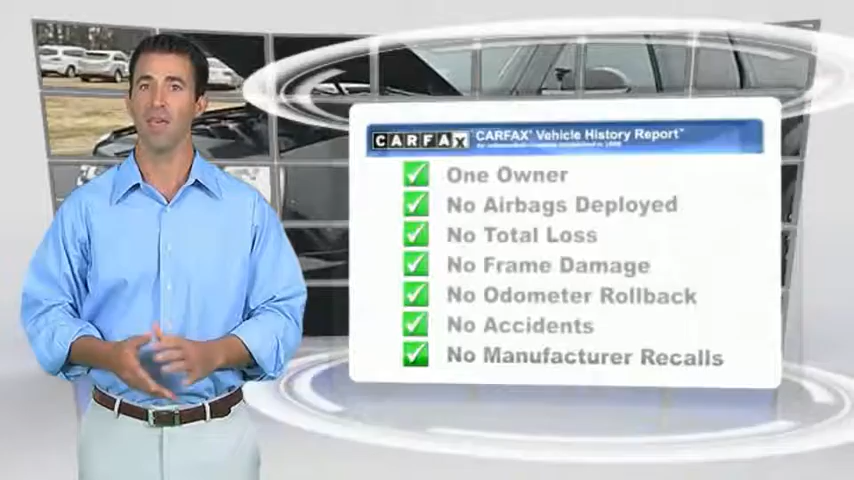 CARFAX CARFAX® Vehicle History Report™
One Owner
No Airbags Deployed
No Total Loss
No Frame Damage
No Odometer Rollback
No Accidents
No Manufacturer Recalls